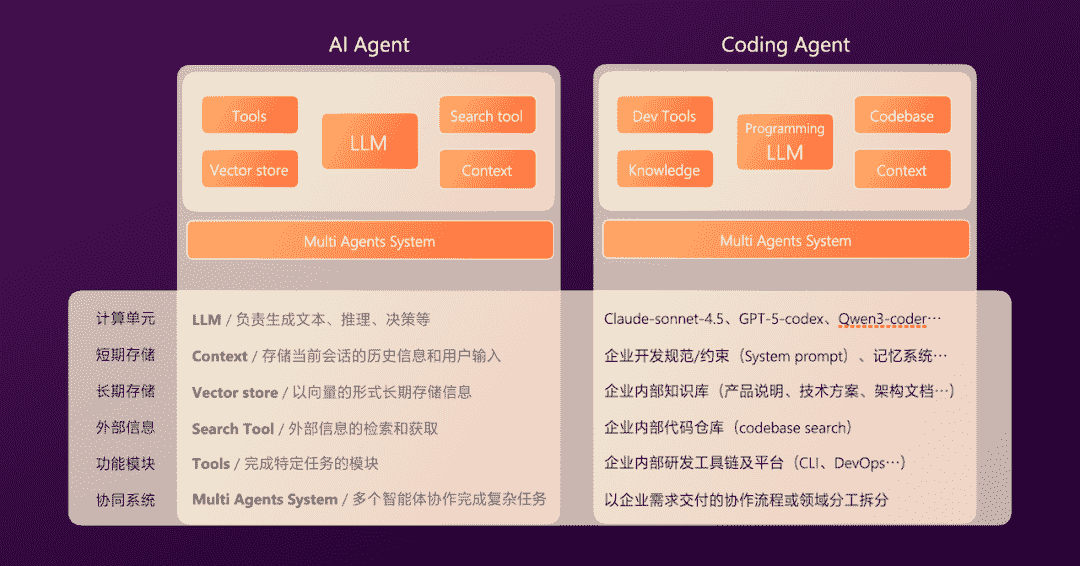 AI Agent
Coding Agent
Tools
LLM
Search tool
Vector store
Context
Dev Tools
Programming
LLM
Codebase
Knowledge
Context
Multi Agents System
Multi Agents System
计算单元
LLM / 负责生成文本、推理、决策等
Claude-sonnet-4.5、GPT-5-codex、Qwen3-coder…
短期存储
Context / 存储当前会话的历史信息和用户输入
企业开发规范/约束（System prompt）、记忆系统…
长期存储
Vector store / 以向量的形式长期存储信息
企业内部知识库（产品说明、技术方案、架构文档…）
外部信息
Search Tool / 外部信息的检索和获取
企业内部代码仓库（codebase search）
功能模块
Tools / 完成特定任务的模块
企业内部研发工具链及平台（CLI、DevOps…）
协同系统
Multi Agents System / 多个智能体协作完成复杂任务
以企业需求交付的协作流程或领域分工拆分